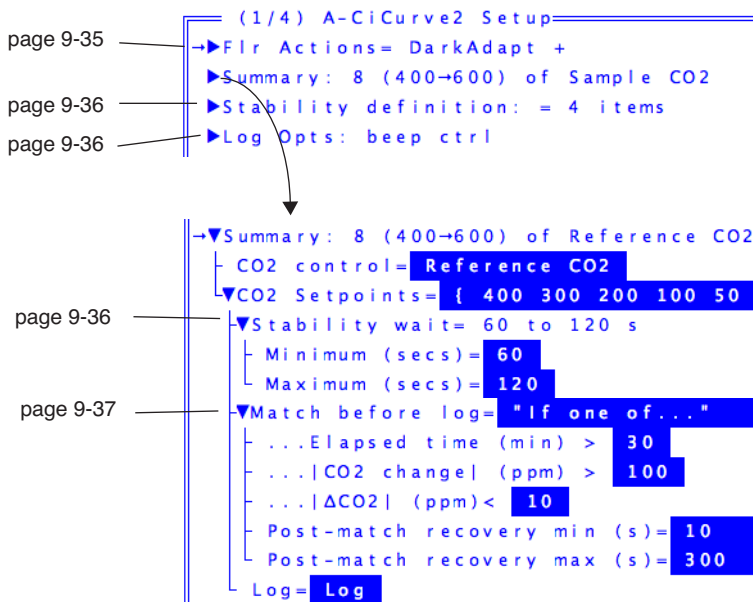 (1/4) A-CiCurve2 Setup
page 9-35
→▶Flr Actions= DarkAdapt +
▶Summary: 8 (400→600) of Sample CO2
page 9-36
▶Stability definition: = 4 items
page 9-36
▶Log Opts: beep ctrl
→▼Summary: 8 (400→600) of Reference CO2
CO2 control= Reference CO2
▼CO2 Setpoints= { 400 300 200 100 50
page 9-36
▼Stability wait= 60 to 120 s
Minimum (secs)= 60
Maximum (secs)= 120
page 9-37
▼Match before log= "If one of..."
...Elapsed time (min) > 30
...|CO2 change| (ppm) > 100
...|ΔCO2| (ppm)< 10
Post-match recovery min (s)= 10
Post-match recovery max (s)= 300
Log= Log